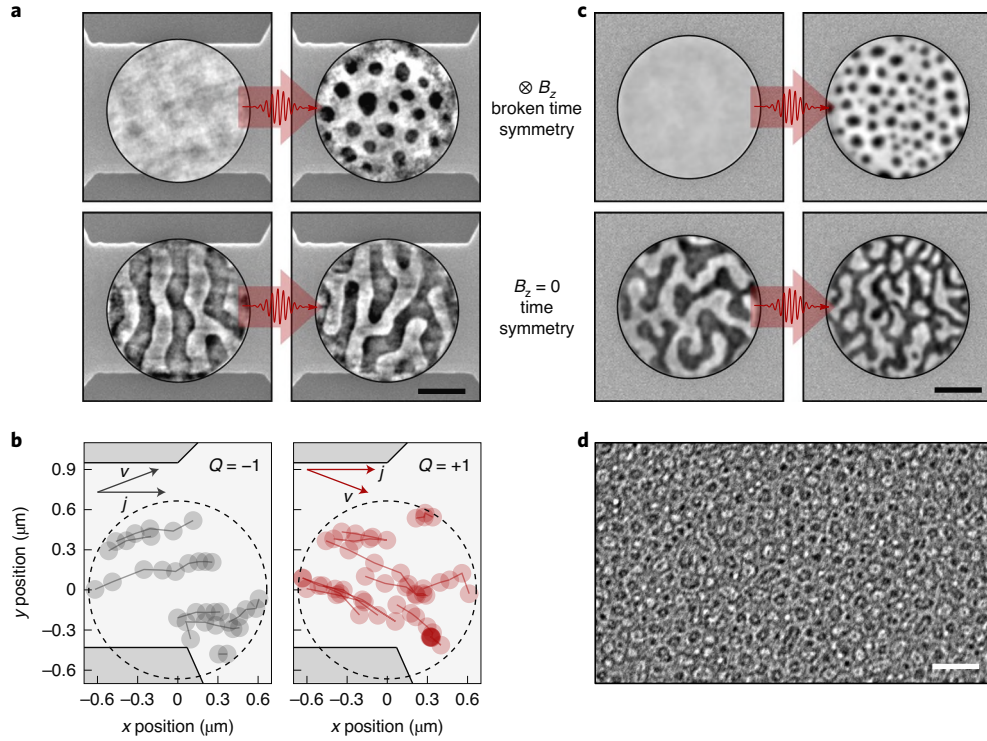 a
⊗ B_z
broken time
symmetry
B_z = 0
time
symmetry
c
b
0.9
0.6
0.3
0
−0.3
−0.6
y position (μm)
v
j
Q = −1
−0.6 −0.3 0 0.3 0.6
x position (μm)
j
v
Q = +1
−0.6 −0.3 0 0.3 0.6
x position (μm)
d